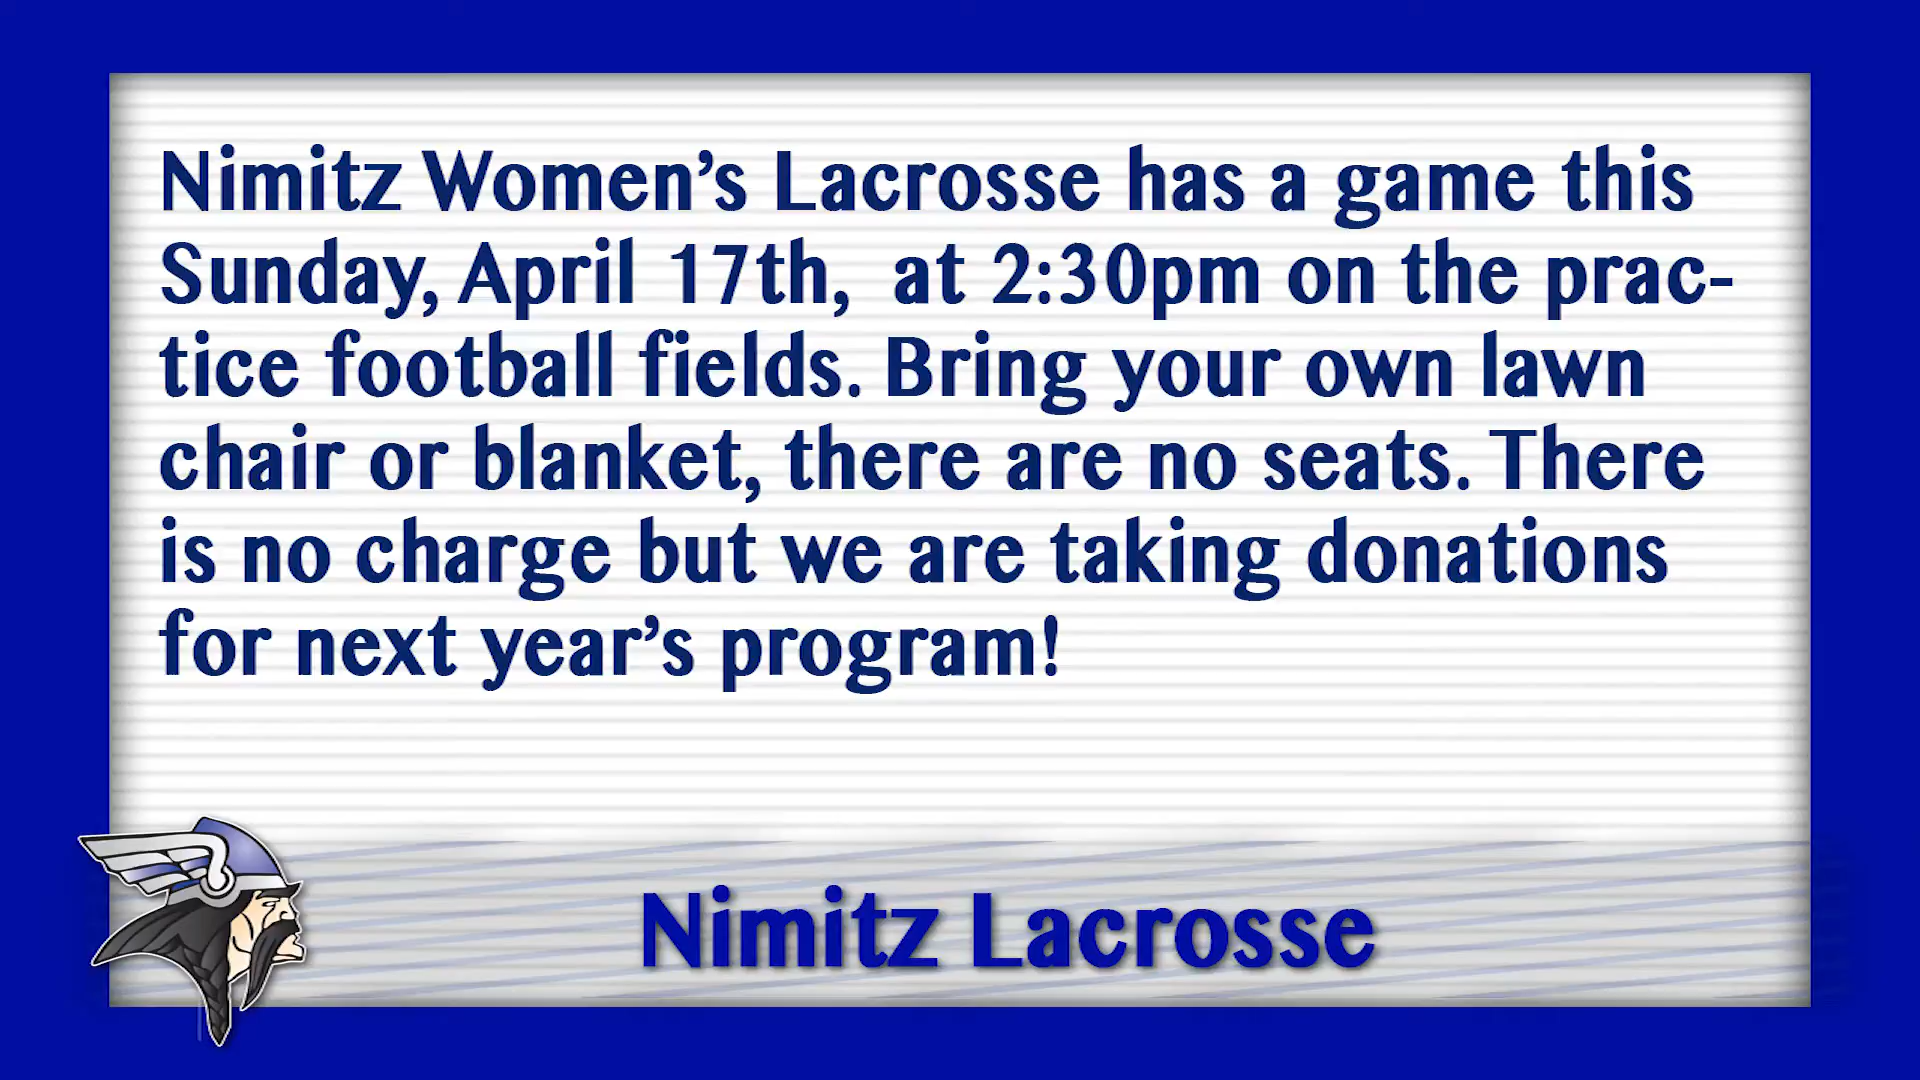 Nimitz Women’s Lacrosse has a game this
Sunday, April 17th,  at 2:30pm on the prac-
tice football fields. Bring your own lawn
chair or blanket, there are no seats. There
is no charge but we are taking donations
for next year’s program!
Nimitz Lacrosse